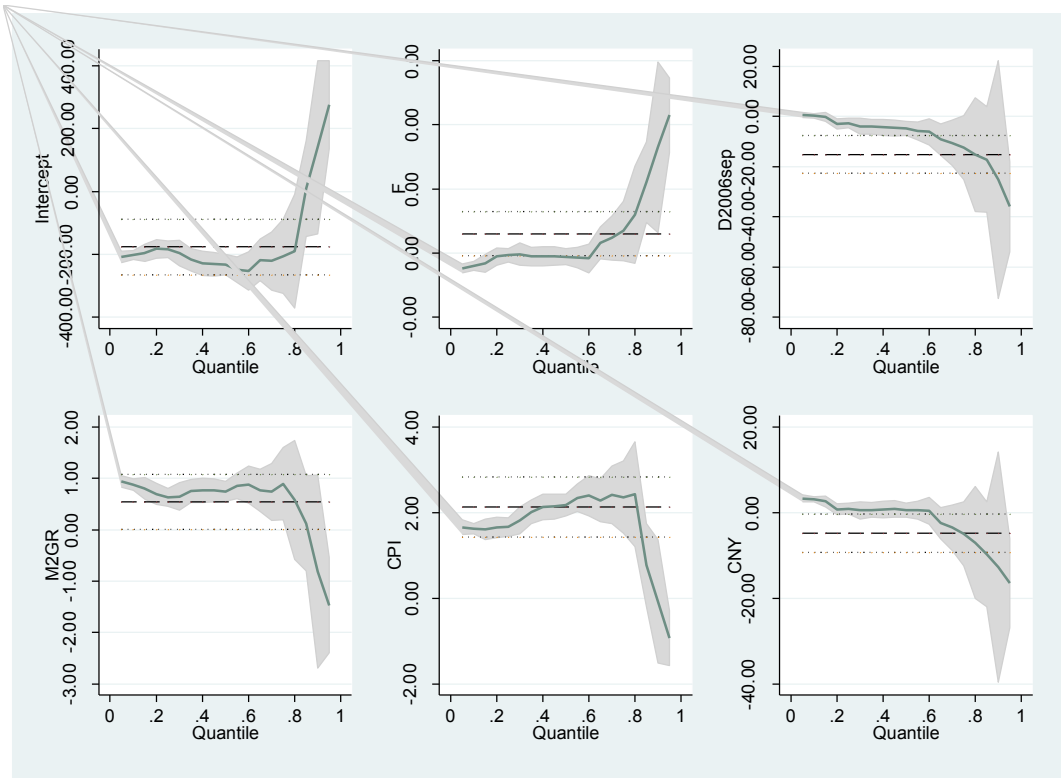 Intercept
400.00
200.00
0.00
-200.00
-400.00
0 .2 .4 .6 .8 1
Quantile
F
0.00
0.00
0.00
0.00
-0.00
0 .2 .4 .6 .8 1
Quantile
D2006sep
20.00
0.00
-20.00
-40.00
-60.00
-80.00
0 .2 .4 .6 .8 1
Quantile
M2GR
2.00
1.00
0.00
-1.00
-2.00
-3.00
0 .2 .4 .6 .8 1
Quantile
CPI
4.00
2.00
0.00
-2.00
0 .2 .4 .6 .8 1
Quantile
CNY
20.00
0.00
-20.00
-40.00
0 .2 .4 .6 .8 1
Quantile